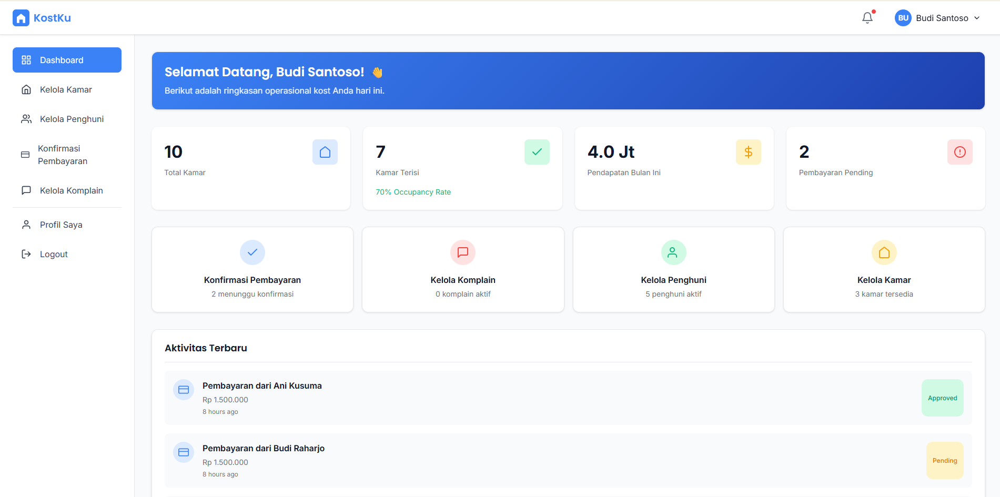 KostKu
BU Budi Santoso
Dashboard
Kelola Kamar
Kelola Penghuni
Konfirmasi
Pembayaran
Kelola Komplain
Profil Saya
Logout
Selamat Datang, Budi Santoso! 👋
Berikut adalah ringkasan operasional kost Anda hari ini.
10
Total Kamar
7
Kamar Terisi
70% Occupancy Rate
4.0 Jt
Pendapatan Bulan Ini
2
Pembayaran Pending
Konfirmasi Pembayaran
2 menunggu konfirmasi
Kelola Komplain
0 komplain aktif
Kelola Penghuni
5 penghuni aktif
Kelola Kamar
3 kamar tersedia
Aktivitas Terbaru
Pembayaran dari Ani Kusuma
Rp 1.500.000
8 hours ago
Approved
Pembayaran dari Budi Raharjo
Rp 1.500.000
8 hours ago
Pending